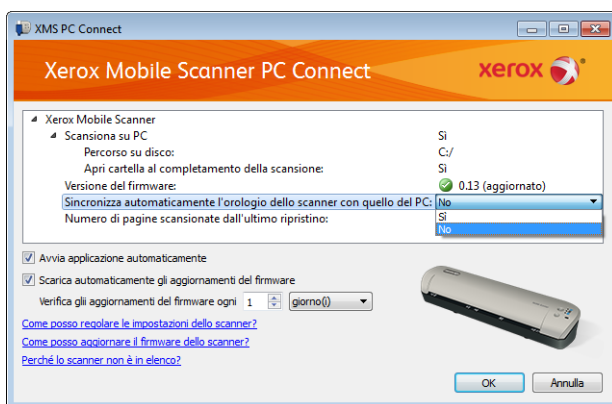 XMS PC Connect
Xerox Mobile Scanner PC Connect
xerox
Xerox Mobile Scanner
Scansiona su PC Sì
Percorso su disco: C:/
Apri cartella al completamento della scansione: Sì
Versione del firmware: 0.13 (aggiornato)
Sincronizza automaticamente l'orologio dello scanner con quello del PC: No
Numero di pagine scansionate dall'ultimo ripristino: Sì
No
Avvia applicazione automaticamente
Scarica automaticamente gli aggiornamenti del firmware
Verifica gli aggiornamenti del firmware ogni 1 giorno(i)
Come posso regolare le impostazioni dello scanner?
Come posso aggiornare il firmware dello scanner?
Perché lo scanner non è in elenco?
OK Annulla